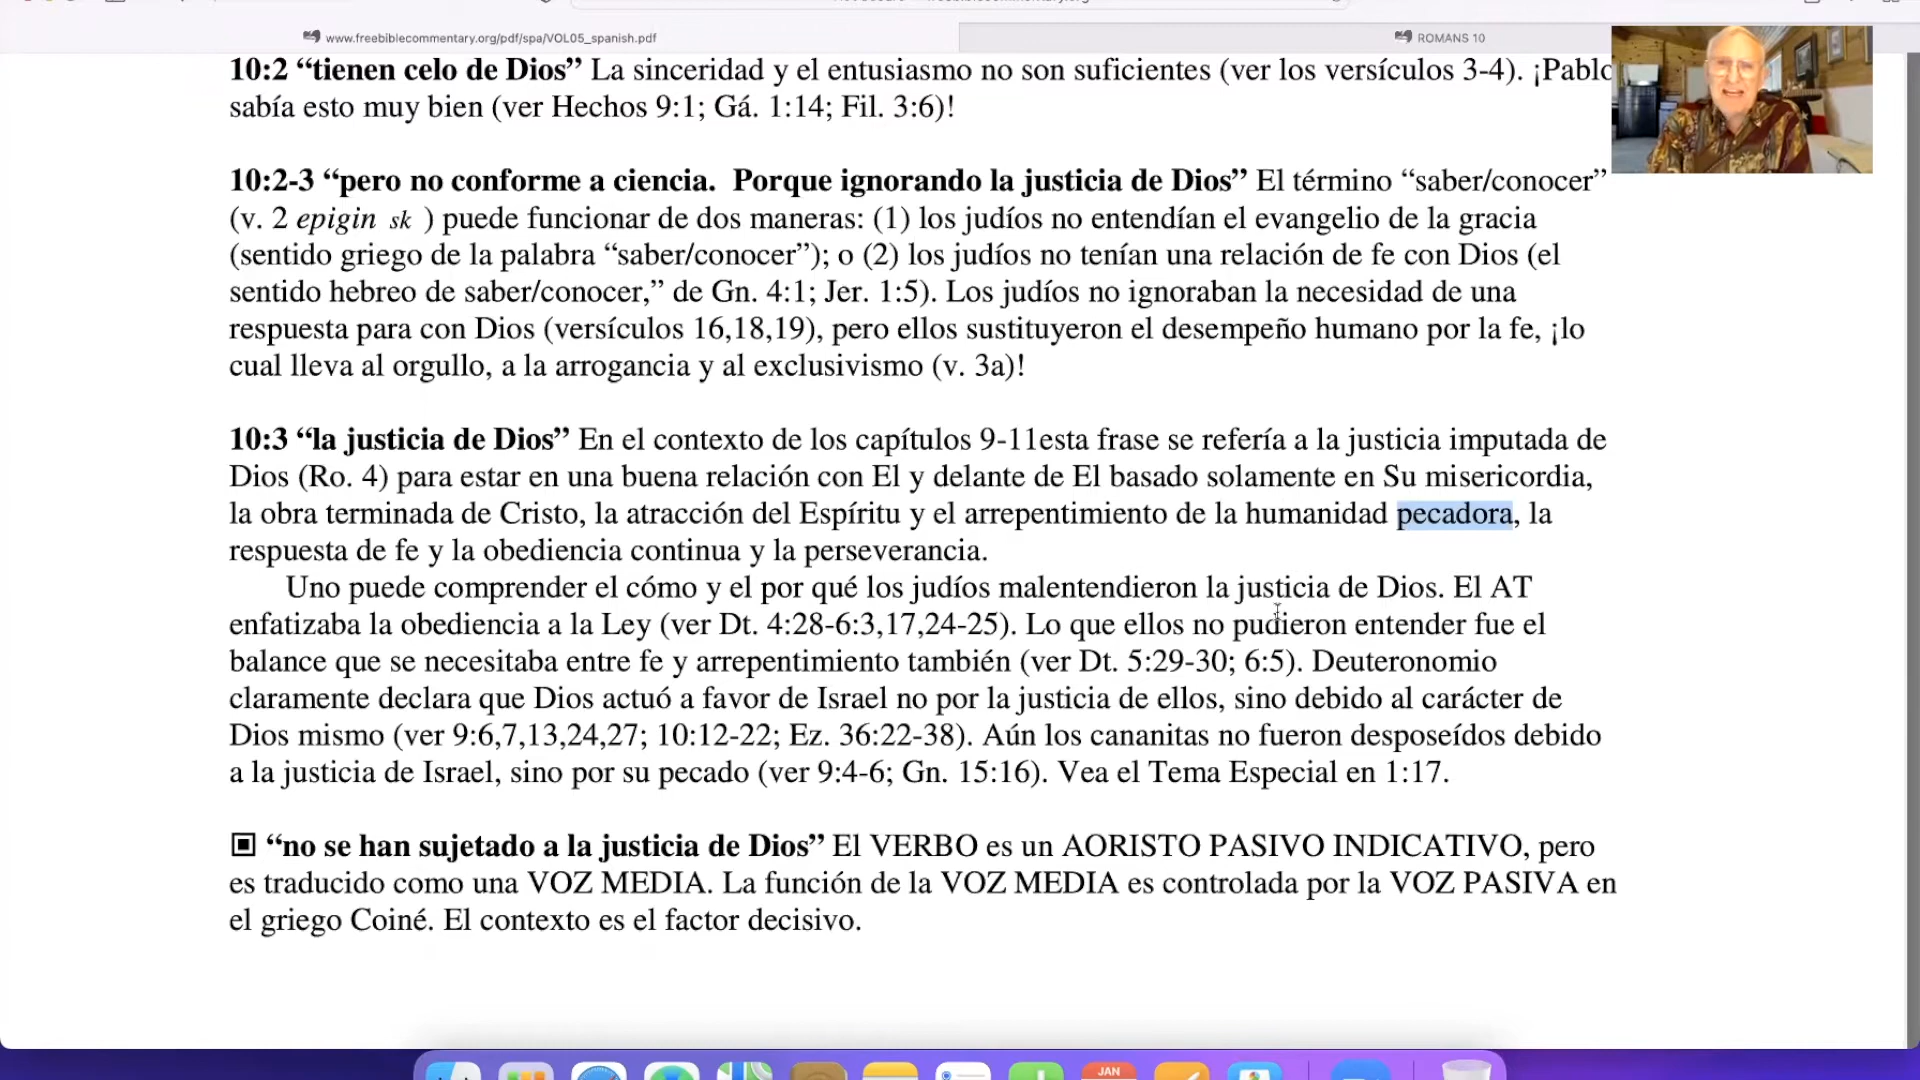 www.freebiblecommentary.org/pdf/spa/VOL05_spanish.pdf
ROMANS 10
10:2 “tienen celo de Dios” La sinceridad y el entusiasmo no son suficientes (ver los versículos 3-4). ¡Pablo
sabía esto muy bien (ver Hechos 9:1; Gá. 1:14; Fil. 3:6)!
10:2-3 “pero no conforme a ciencia.  Porque ignorando la justicia de Dios” El término “saber/conocer”
(v. 2 epigin sk ) puede funcionar de dos maneras: (1) los judíos no entendían el evangelio de la gracia
(sentido griego de la palabra “saber/conocer”); o (2) los judíos no tenían una relación de fe con Dios (el
sentido hebreo de saber/conocer,” de Gn. 4:1; Jer. 1:5). Los judíos no ignoraban la necesidad de una
respuesta para con Dios (versículos 16,18,19), pero ellos sustituyeron el desempeño humano por la fe, ¡lo
cual lleva al orgullo, a la arrogancia y al exclusivismo (v. 3a)!
10:3 “la justicia de Dios” En el contexto de los capítulos 9-11esta frase se refería a la justicia imputada de
Dios (Ro. 4) para estar en una buena relación con El y delante de El basado solamente en Su misericordia,
la obra terminada de Cristo, la atracción del Espíritu y el arrepentimiento de la humanidad pecadora, la
respuesta de fe y la obediencia continua y la perseverancia.
Uno puede comprender el cómo y el por qué los judíos malentendieron la justicia de Dios. El AT
enfatizaba la obediencia a la Ley (ver Dt. 4:28-6:3,17,24-25). Lo que ellos no pudieron entender fue el
balance que se necesitaba entre fe y arrepentimiento también (ver Dt. 5:29-30; 6:5). Deuteronomio
claramente declara que Dios actuó a favor de Israel no por la justicia de ellos, sino debido al carácter de
Dios mismo (ver 9:6,7,13,24,27; 10:12-22; Ez. 36:22-38). Aún los cananitas no fueron desposeídos debido
a la justicia de Israel, sino por su pecado (ver 9:4-6; Gn. 15:16). Vea el Tema Especial en 1:17.
▣ “no se han sujetado a la justicia de Dios” El VERBO es un AORISTO PASIVO INDICATIVO, pero
es traducido como una VOZ MEDIA. La función de la VOZ MEDIA es controlada por la VOZ PASIVA en
el griego Coiné. El contexto es el factor decisivo.
JAN